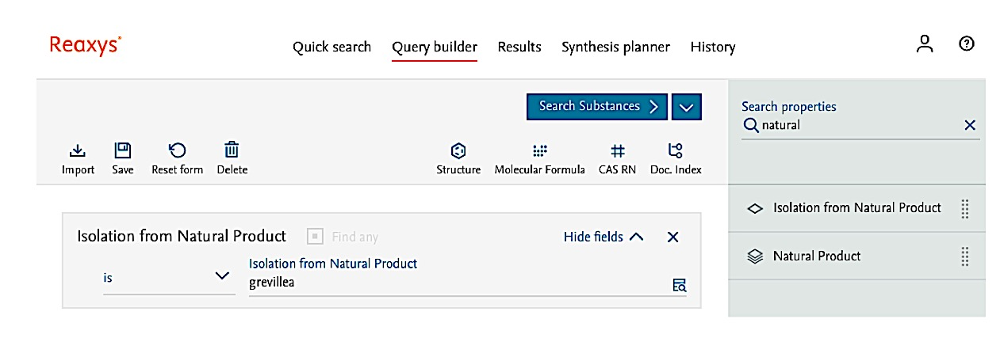 Reaxys®
Quick search
Query builder
Results
Synthesis planner
History
Search Substances
Import
Save
Reset form
Delete
Structure
Molecular Formula
CAS RN
Doc. Index
Isolation from Natural Product
Find any
Hide fields
is
Isolation from Natural Product
grevillea
Search properties
natural
Isolation from Natural Product
Natural Product